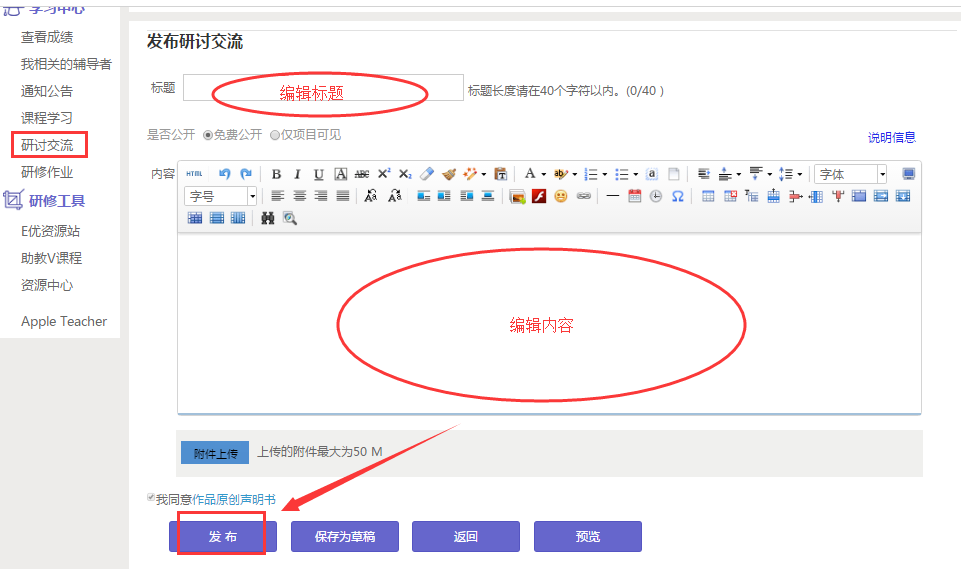 学习中心
查看成绩
我相关的辅导者
通知公告
课程学习
研讨交流
研修作业
研修工具
E优资源站
助教V课程
资源中心
Apple Teacher
发布研讨交流
标题 编辑标题 标题长度请在40个字符以内。(0/40 )
是否公开 免费公开 仅项目可见
说明信息
内容 HTML B I U A ABC X² X₂ A ab a 字体
字号
编辑内容
附件上传 上传的附件最大为50 M
我同意作品原创声明书
发 布 保存为草稿 返回 预览